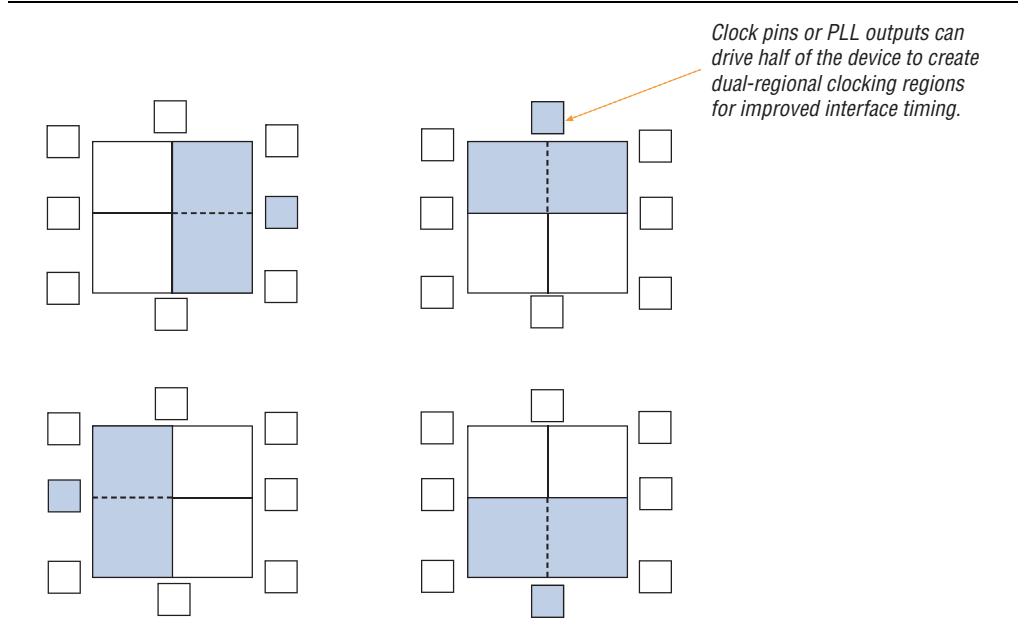 Clock pins or PLL outputs can
drive half of the device to create
dual-regional clocking regions
for improved interface timing.